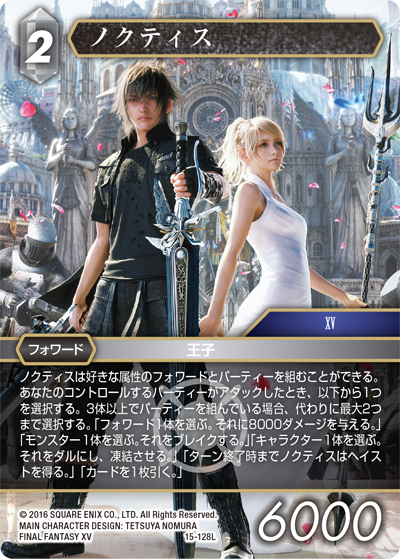 2
ノクティス
XV
フォワード
王子
ノクティスは好きな属性のフォワードとパーティーを組むことができる。
あなたのコントロールするパーティーがアタックしたとき、以下から1つ
を選択する。3体以上でパーティーを組んでいる場合、代わりに最大2つ
まで選択する。「フォワード1体を選ぶ。それに8000ダメージを与える。」
「モンスター1体を選ぶ。それをブレイクする。」「キャラクター1体を選ぶ。
それをダルにし、凍結させる。」「ターン終了時までノクティスはヘイス
トを得る。」「カードを1枚引く。」
© 2016 SQUARE ENIX CO., LTD. All Rights Reserved.
MAIN CHARACTER DESIGN: TETSUYA NOMURA
FINAL FANTASY XV
15-128L
6000